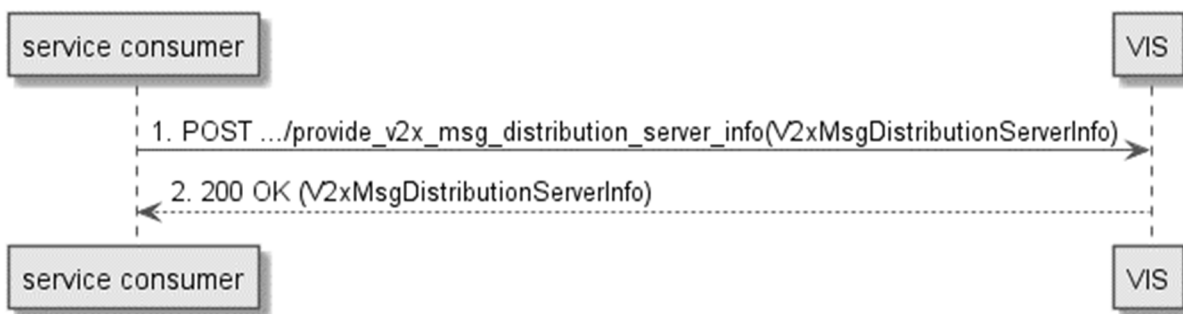 service consumer
VIS
1. POST .../provide_v2x_msg_distribution_server_info(V2xMsgDistributionServerInfo)
2. 200 OK (V2xMsgDistributionServerInfo)
service consumer
VIS